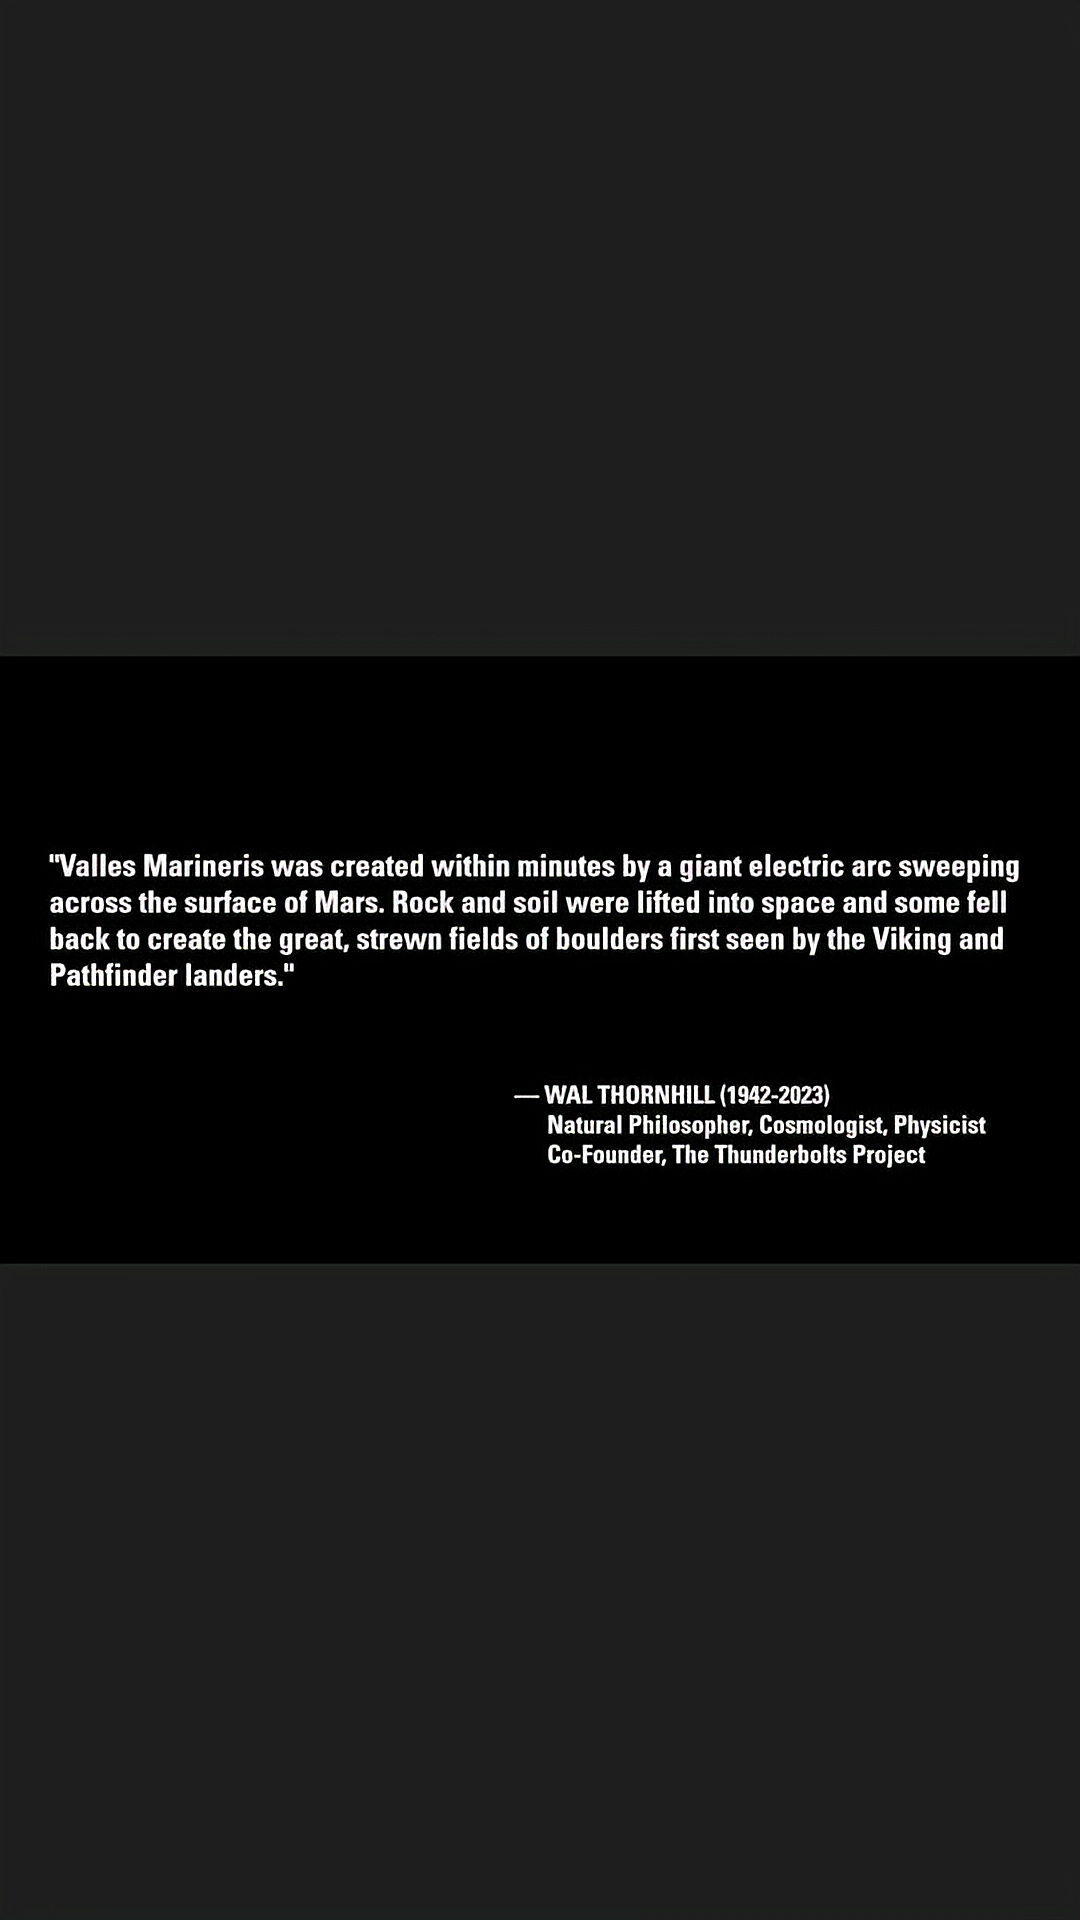 "Valles Marineris was created within minutes by a giant electric arc sweeping
across the surface of Mars. Rock and soil were lifted into space and some fell
back to create the great, strewn fields of boulders first seen by the Viking and
Pathfinder landers."
— WAL THORNHILL (1942-2023)
Natural Philosopher, Cosmologist, Physicist
Co-Founder, The Thunderbolts Project